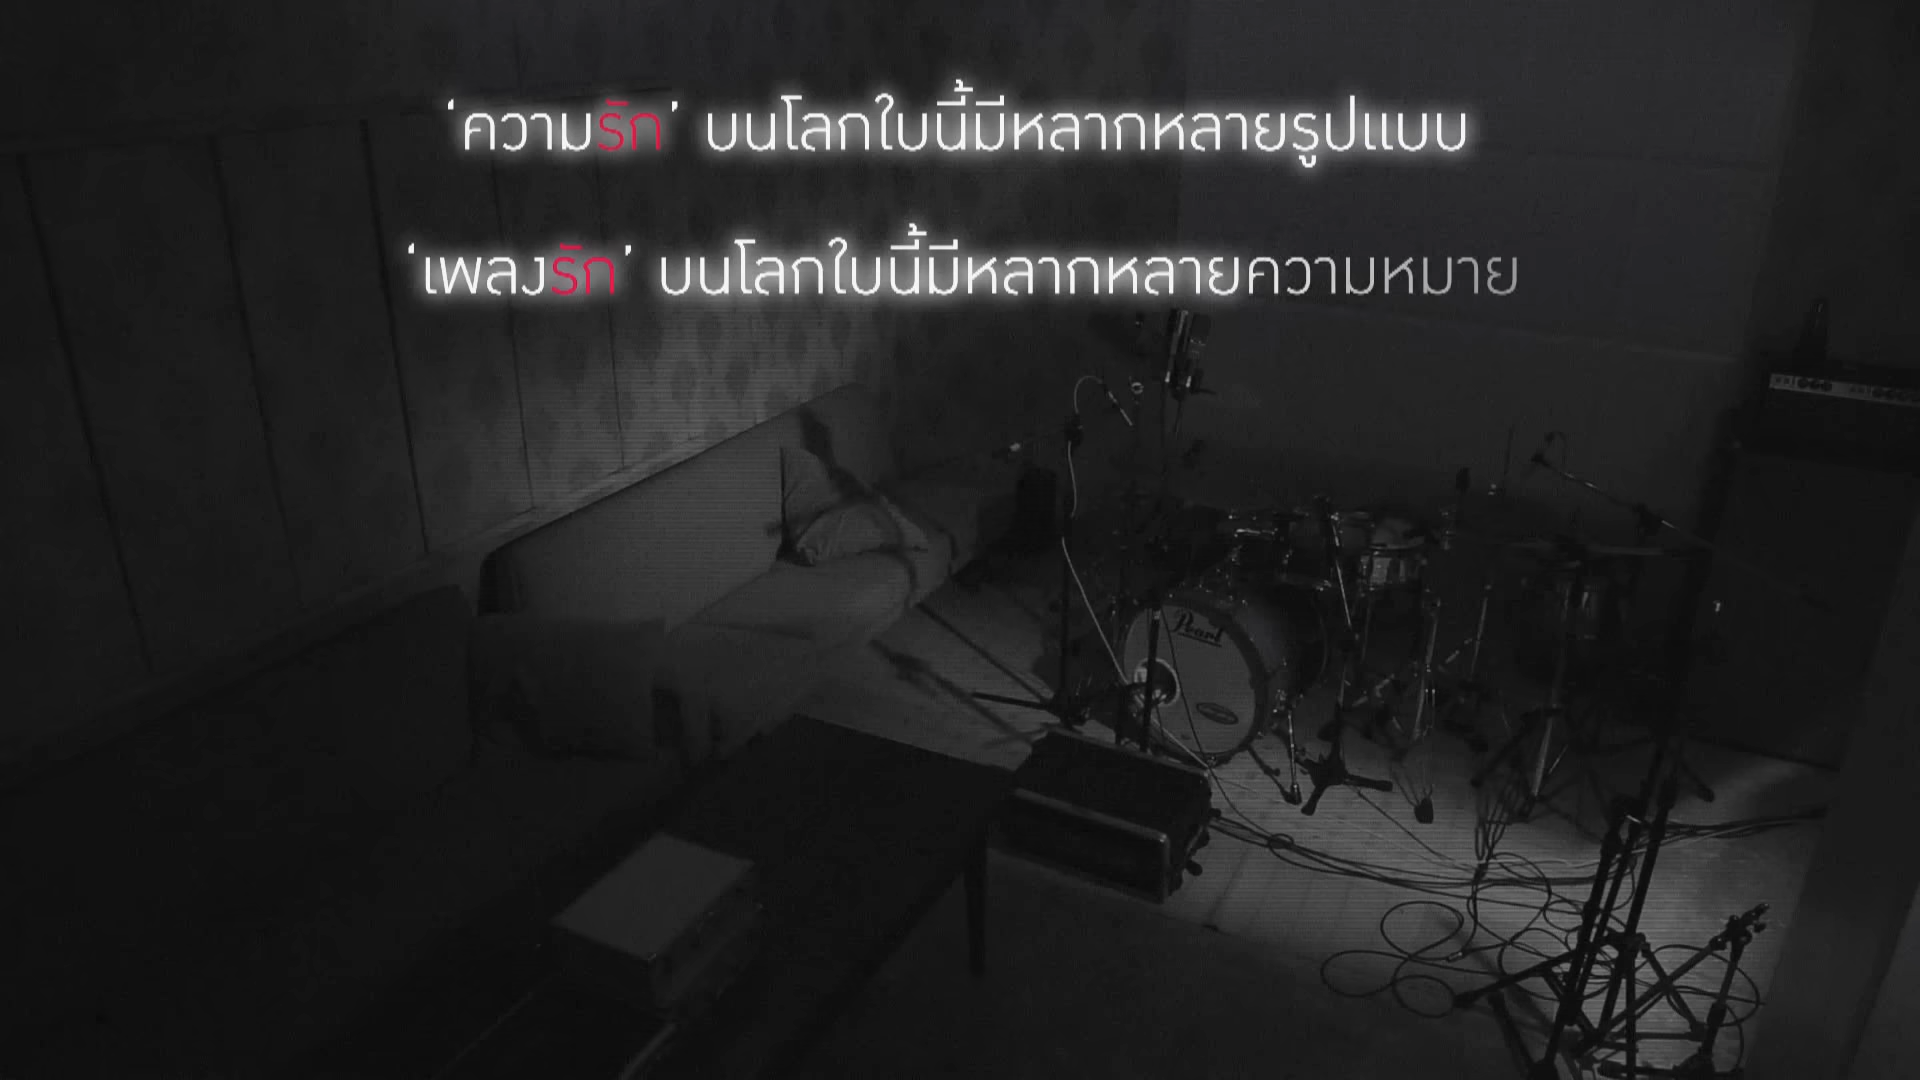 ‘ความรัก’ บนโลกใบนี้มีหลากหลายรูปแบบ
‘เพลงรัก’ บนโลกใบนี้มีหลากหลายความหมาย
Pearl